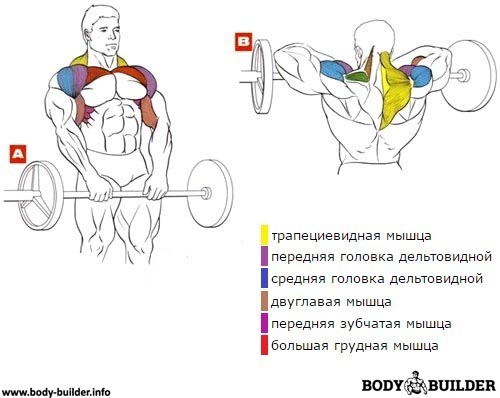 A
B
трапециевидная мышца
передняя головка дельтовидной
средняя головка дельтовидной
двуглавая мышца
передняя зубчатая мышца
большая грудная мышца
www.body-builder.info
BODY BUILDER